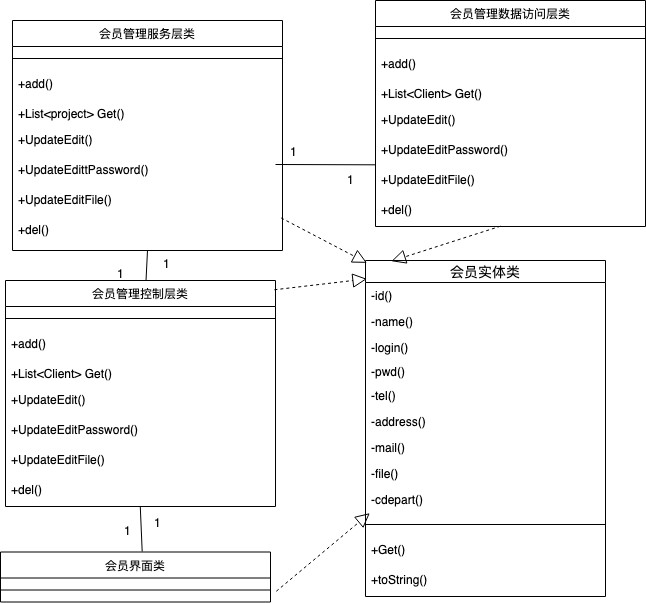 会员管理服务层类
+add()
+List<project> Get()
+UpdateEdit()
+UpdateEdittPassword()
+UpdateEditFile()
+del()
会员管理数据访问层类
+add()
+List<Client> Get()
+UpdateEdit()
+UpdateEditPassword()
+UpdateEditFile()
+del()
1
1
1
1
会员管理控制层类
+add()
+List<Client> Get()
+UpdateEdit()
+UpdateEditPassword()
+UpdateEditFile()
+del()
会员实体类
-id()
-name()
-login()
-pwd()
-tel()
-address()
-mail()
-file()
-cdepart()
+Get()
+toString()
1
1
会员界面类